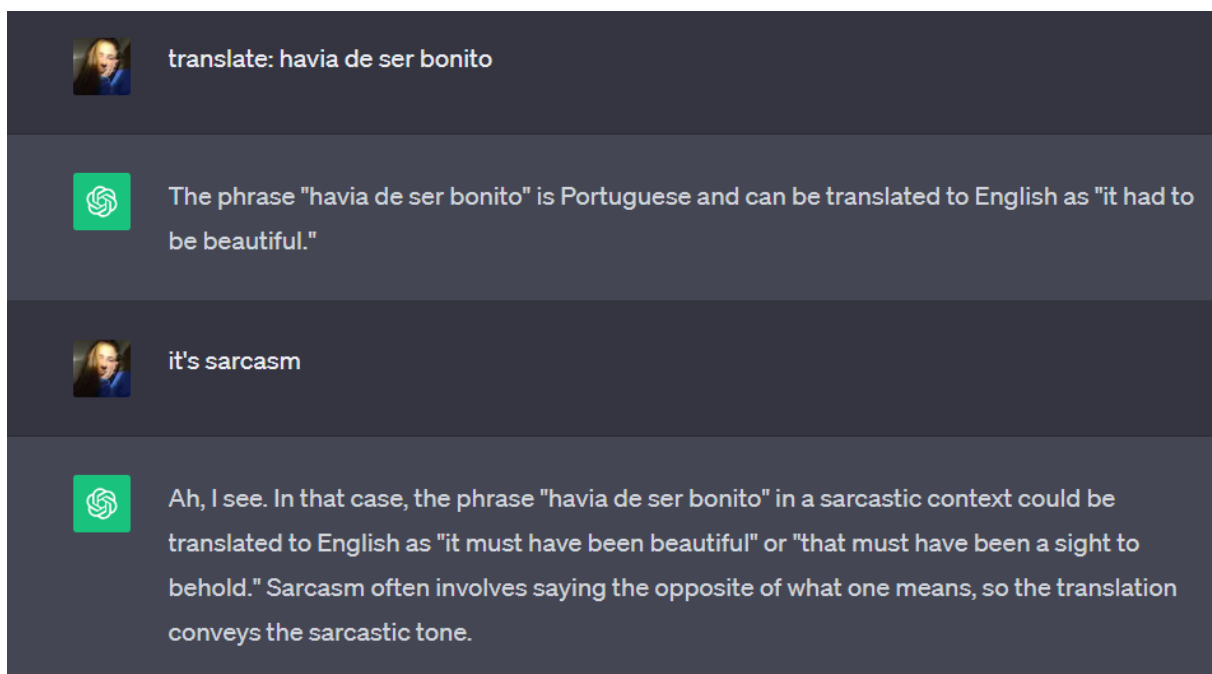 translate: havia de ser bonito
The phrase "havia de ser bonito" is Portuguese and can be translated to English as "it had to
be beautiful."
it's sarcasm
Ah, I see. In that case, the phrase "havia de ser bonito" in a sarcastic context could be
translated to English as "it must have been beautiful" or "that must have been a sight to
behold." Sarcasm often involves saying the opposite of what one means, so the translation
conveys the sarcastic tone.